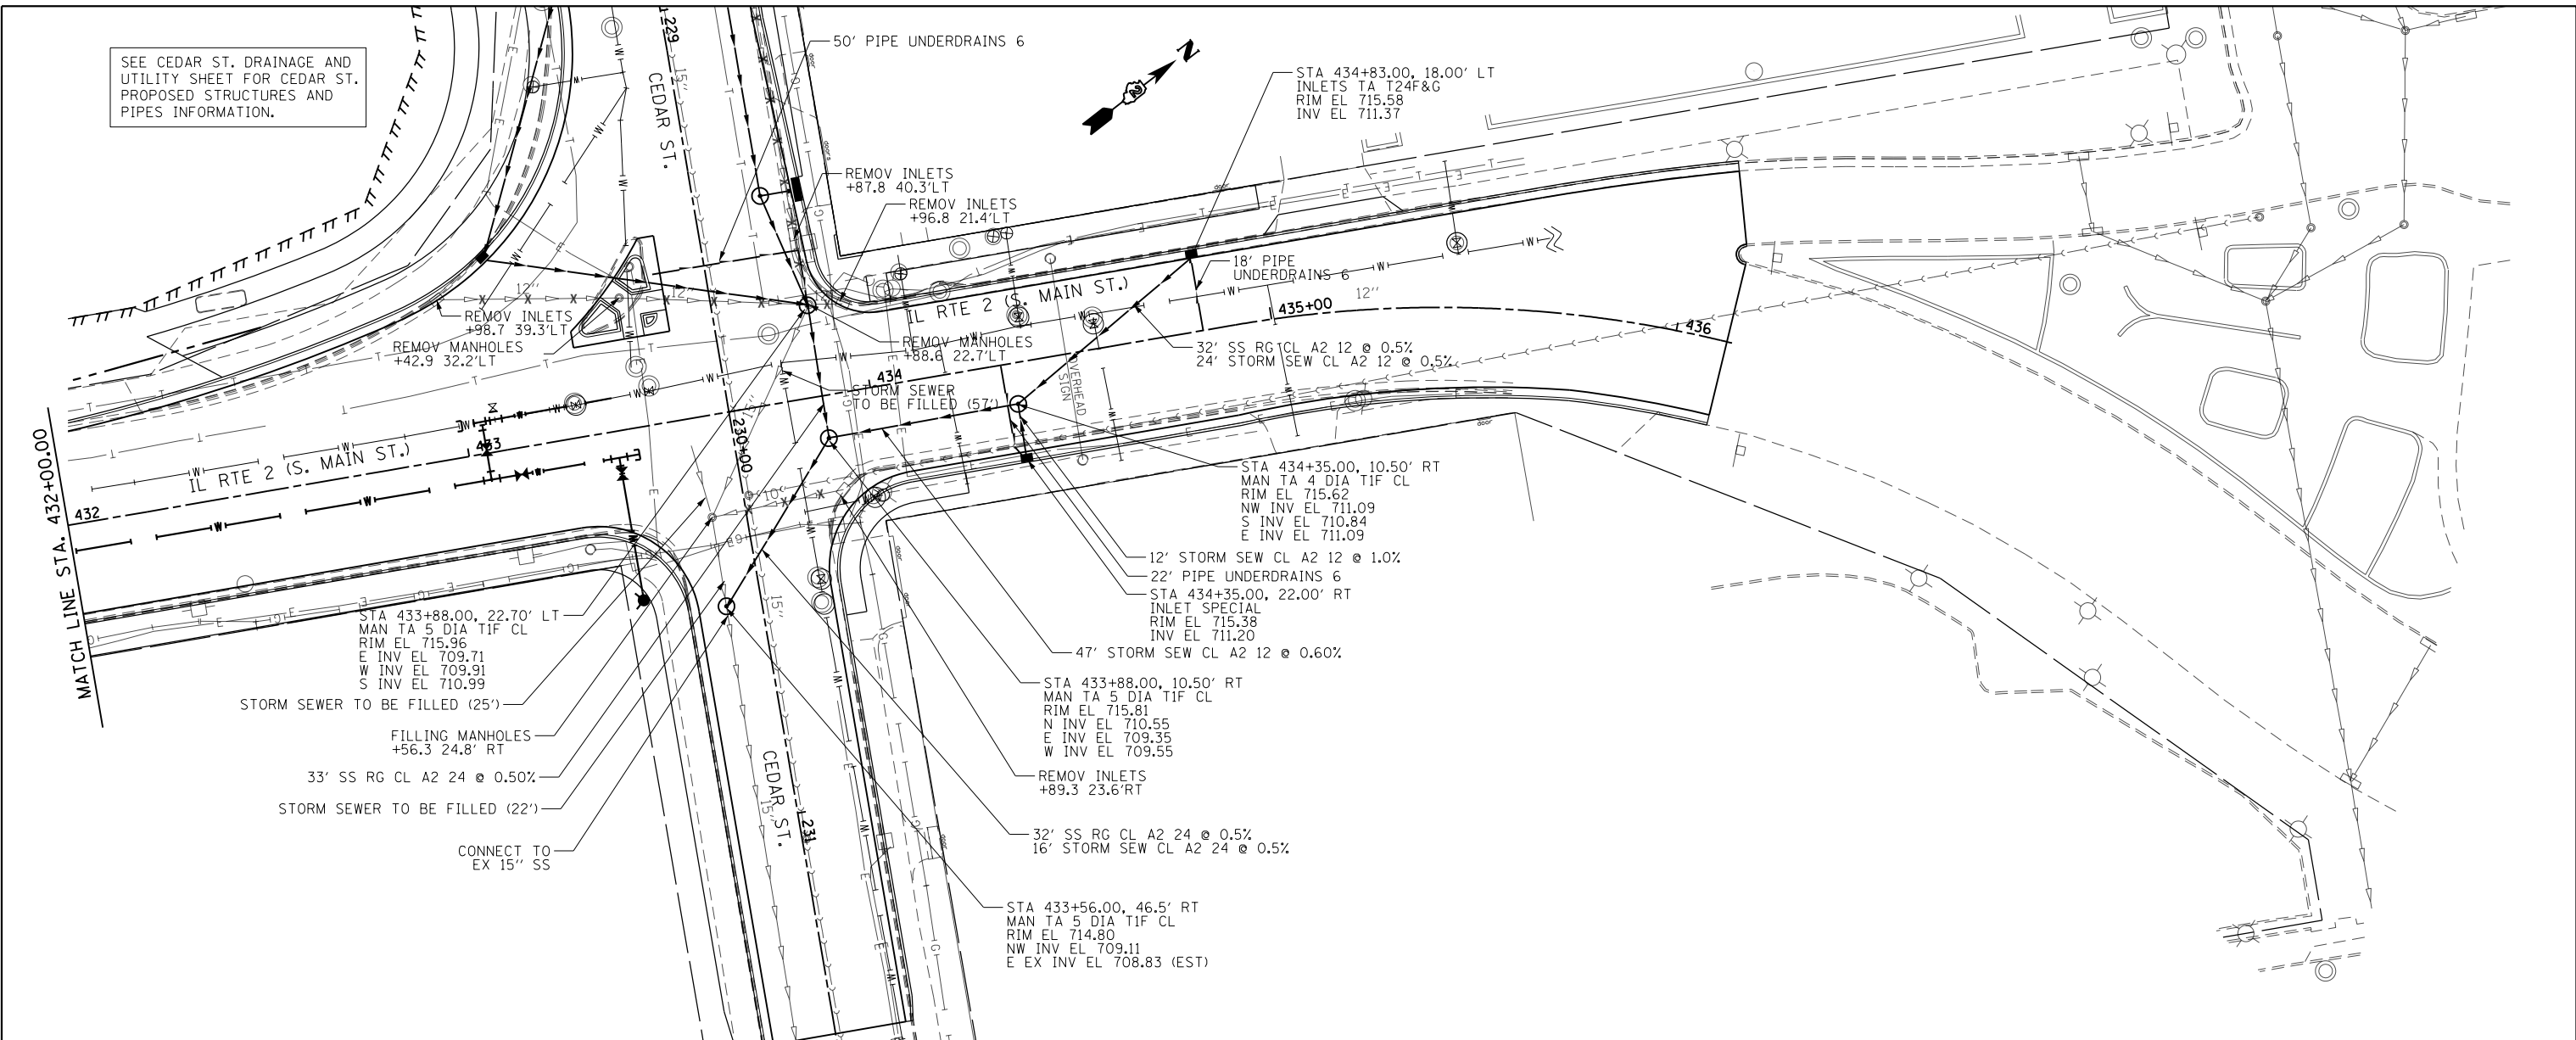 SEE CEDAR ST. DRAINAGE AND
UTILITY SHEET FOR CEDAR ST.
PROPOSED STRUCTURES AND
PIPES INFORMATION.
229
CEDAR ST.
15''
50' PIPE UNDERDRAINS 6
N
STA 434+83.00, 18.00' LT
INLETS TA T24F&G
RIM EL 715.58
INV EL 711.37
REMOV INLETS
+87.8 40.3'LT
REMOV INLETS
+96.8 21.4'LT
18' PIPE
UNDERDRAINS 6
12''
12''
IL RTE 2 (S. MAIN ST.)
435+00
12''
436
REMOV INLETS
+98.7 39.3'LT
REMOV MANHOLES
+42.9 32.2'LT
REMOV MANHOLES
+88.6 22.7'LT
32' SS RG CL A2 12 @ 0.5%
24' STORM SEW CL A2 12 @ 0.5%
434
STORM SEWER
TO BE FILLED (57')
OVERHEAD
SIGN
15''
230+00
433
IL RTE 2 (S. MAIN ST.)
432
MATCH LINE STA. 432+00.00
10''
STA 434+35.00, 10.50' RT
MAN TA 4 DIA T1F CL
RIM EL 715.62
NW INV EL 711.09
S INV EL 710.84
E INV EL 711.09
12' STORM SEW CL A2 12 @ 1.0%
22' PIPE UNDERDRAINS 6
STA 434+35.00, 22.00' RT
INLET SPECIAL
RIM EL 715.38
INV EL 711.20
47' STORM SEW CL A2 12 @ 0.60%
STA 433+88.00, 22.70' LT
MAN TA 5 DIA T1F CL
RIM EL 715.96
E INV EL 709.71
W INV EL 709.91
S INV EL 710.99
STORM SEWER TO BE FILLED (25')
FILLING MANHOLES
+56.3 24.8' RT
33' SS RG CL A2 24 @ 0.50%
STORM SEWER TO BE FILLED (22')
CONNECT TO
EX 15'' SS
15''
CEDAR ST.
15''
231
STA 433+88.00, 10.50' RT
MAN TA 5 DIA T1F CL
RIM EL 715.81
N INV EL 710.55
E INV EL 709.35
W INV EL 709.55
REMOV INLETS
+89.3 23.6'RT
32' SS RG CL A2 24 @ 0.5%
16' STORM SEW CL A2 24 @ 0.5%
STA 433+56.00, 46.5' RT
MAN TA 5 DIA T1F CL
RIM EL 714.80
NW INV EL 709.11
E EX INV EL 708.83 (EST)